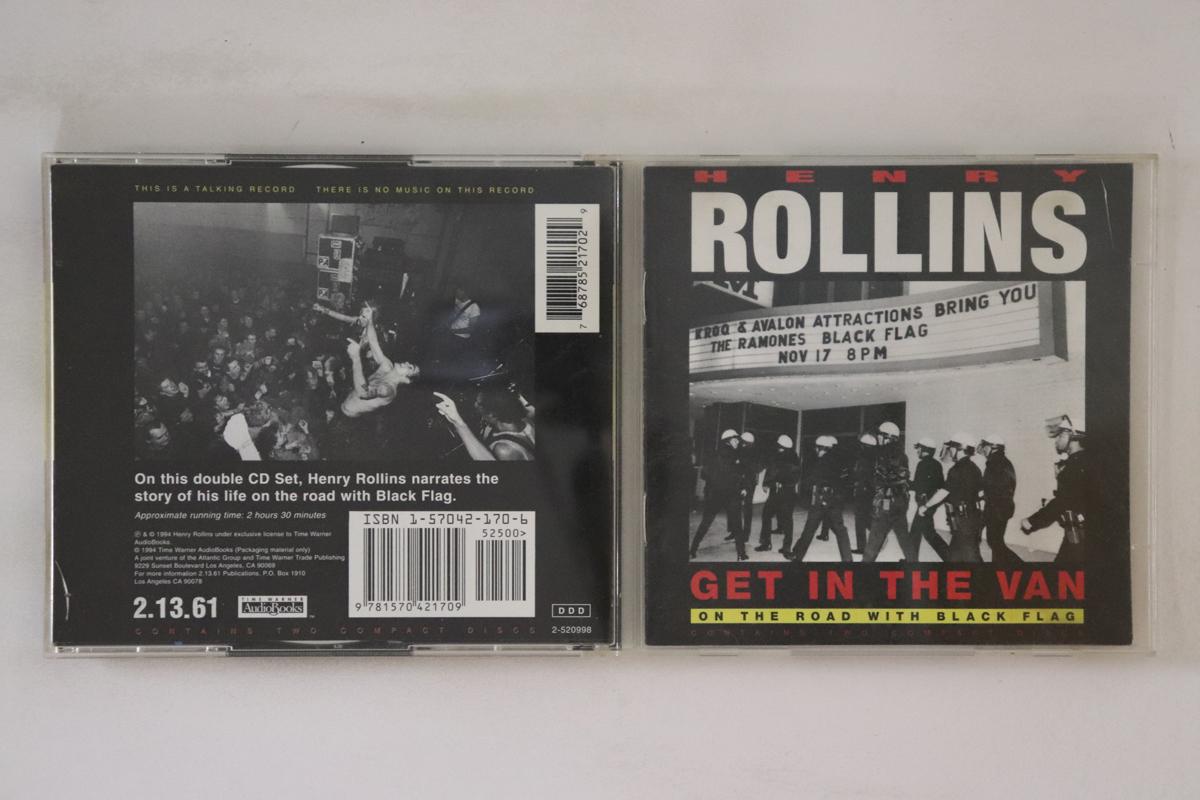 THIS IS A TALKING RECORD THERE IS NO MUSIC ON THIS RECORD
7 68785 21702 9
On this double CD Set, Henry Rollins narrates the
story of his life on the road with Black Flag.
Approximate running time: 2 hours 30 minutes
℗ & © 1994 Henry Rollins under exclusive license to Time Warner
AudioBooks.
© 1994 Time Warner AudioBooks (Packaging material only)
A joint venture of the Atlantic Group and Time Warner Trade Publishing
9229 Sunset Boulevard Los Angeles, CA 90069
For more information 2.13.61 Publications. P.O. Box 1910
Los Angeles CA 90078
ISBN 1-57042-170-6
52500>
9 781570 421709
2.13.61
TIME WARNER
AudioBooks™
DDD
CONTAINS TWO COMPACT DISCS
2-520998
HENRY
ROLLINS
M
KROQ & AVALON ATTRACTIONS BRING YOU
THE RAMONES BLACK FLAG
NOV 17 8PM
GET IN THE VAN
ON THE ROAD WITH BLACK FLAG
CONTAINS TWO COMPACT DISCS